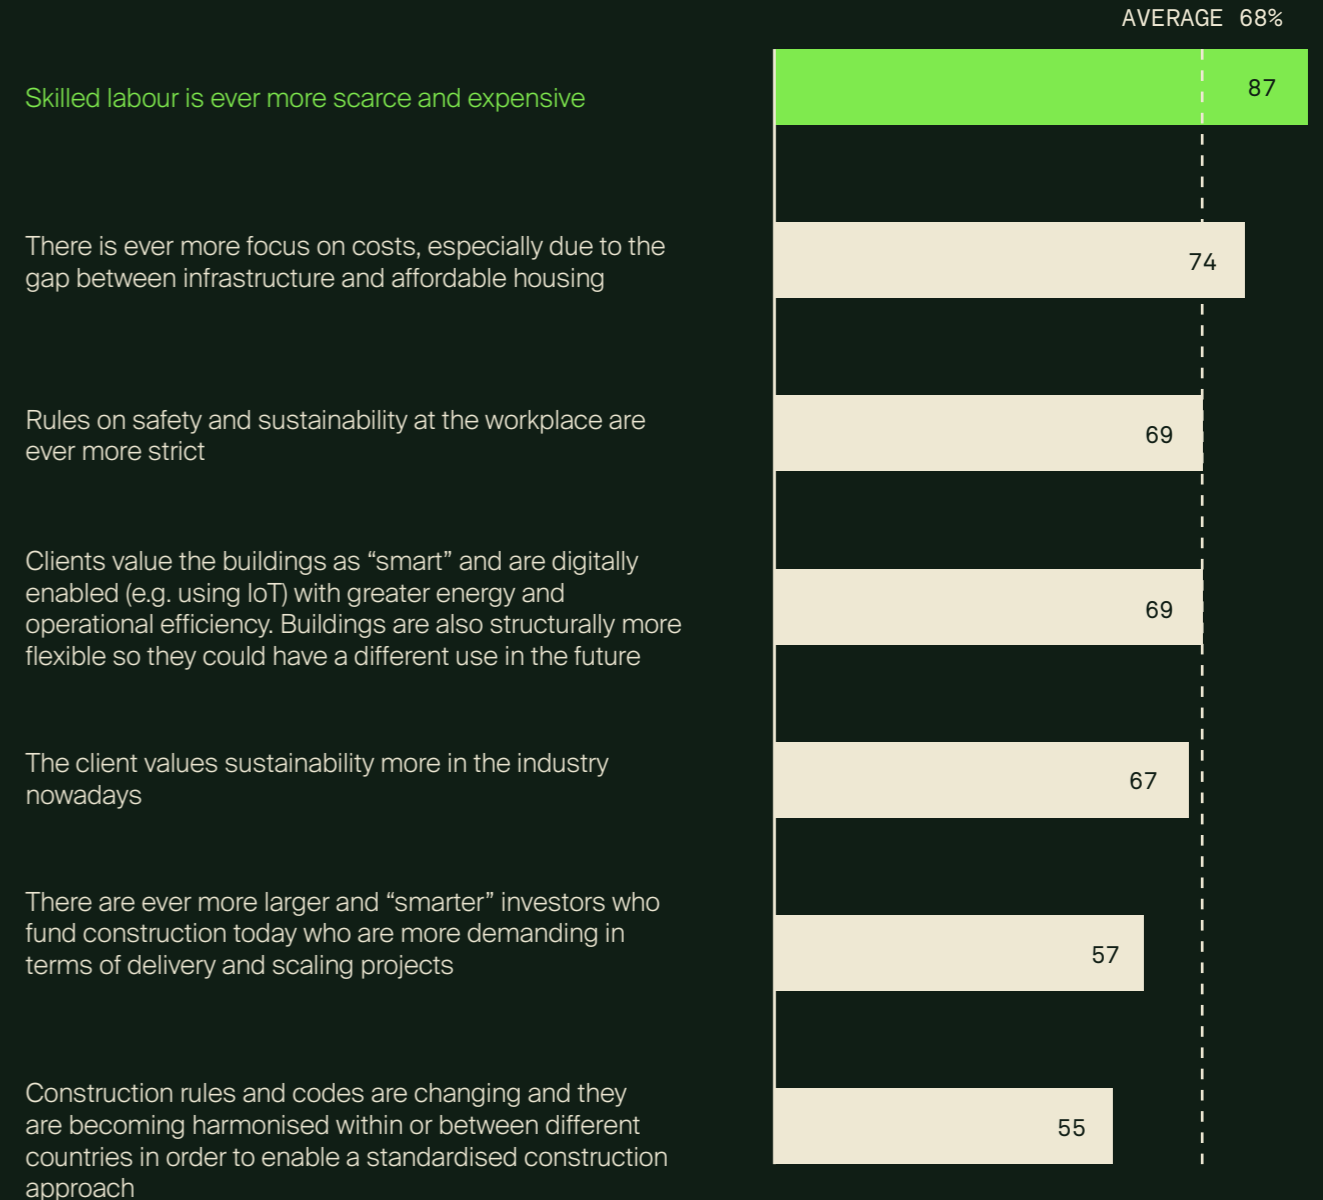 AVERAGE 68%
Skilled labour is ever more scarce and expensive
87
There is ever more focus on costs, especially due to the
gap between infrastructure and affordable housing
74
Rules on safety and sustainability at the workplace are
ever more strict
69
Clients value the buildings as “smart” and are digitally
enabled (e.g. using IoT) with greater energy and
operational efficiency. Buildings are also structurally more
flexible so they could have a different use in the future
69
The client values sustainability more in the industry
nowadays
67
There are ever more larger and “smarter” investors who
fund construction today who are more demanding in
terms of delivery and scaling projects
57
Construction rules and codes are changing and they
are becoming harmonised within or between different
countries in order to enable a standardised construction
approach
55